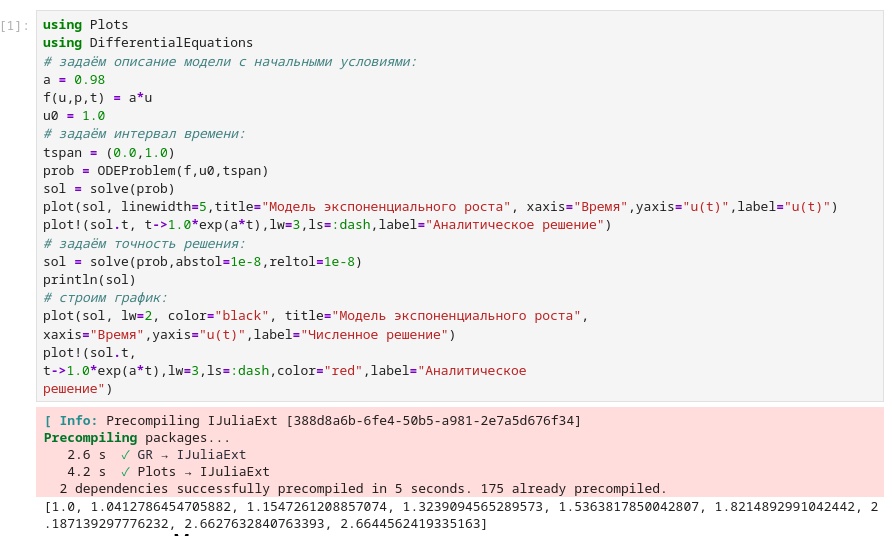 [1]:
using Plots
using DifferentialEquations
# задаём описание модели с начальными условиями:
a = 0.98
f(u,p,t) = a*u
u0 = 1.0
# задаём интервал времени:
tspan = (0.0,1.0)
prob = ODEProblem(f,u0,tspan)
sol = solve(prob)
plot(sol, linewidth=5,title="Модель экспоненциального роста", xaxis="Время",yaxis="u(t)",label="u(t)")
plot!(sol.t, t->1.0*exp(a*t),lw=3,ls=:dash,label="Аналитическое решение")
# задаём точность решения:
sol = solve(prob,abstol=1e-8,reltol=1e-8)
println(sol)
# строим график:
plot(sol, lw=2, color="black", title="Модель экспоненциального роста",
xaxis="Время",yaxis="u(t)",label="Численное решение")
plot!(sol.t,
t->1.0*exp(a*t),lw=3,ls=:dash,color="red",label="Аналитическое
решение")
[ Info: Precompiling IJuliaExt [388d8a6b-6fe4-50b5-a981-2e7a5d676f34]
Precompiling packages...
2.6 s ✓ GR → IJuliaExt
4.2 s ✓ Plots → IJuliaExt
2 dependencies successfully precompiled in 5 seconds. 175 already precompiled.
[1.0, 1.0412786454705882, 1.1547261208857074, 1.3239094565289573, 1.5363817850042807, 1.8214892991042442, 2
.187139297776232, 2.6627632840763393, 2.6644562419335163]